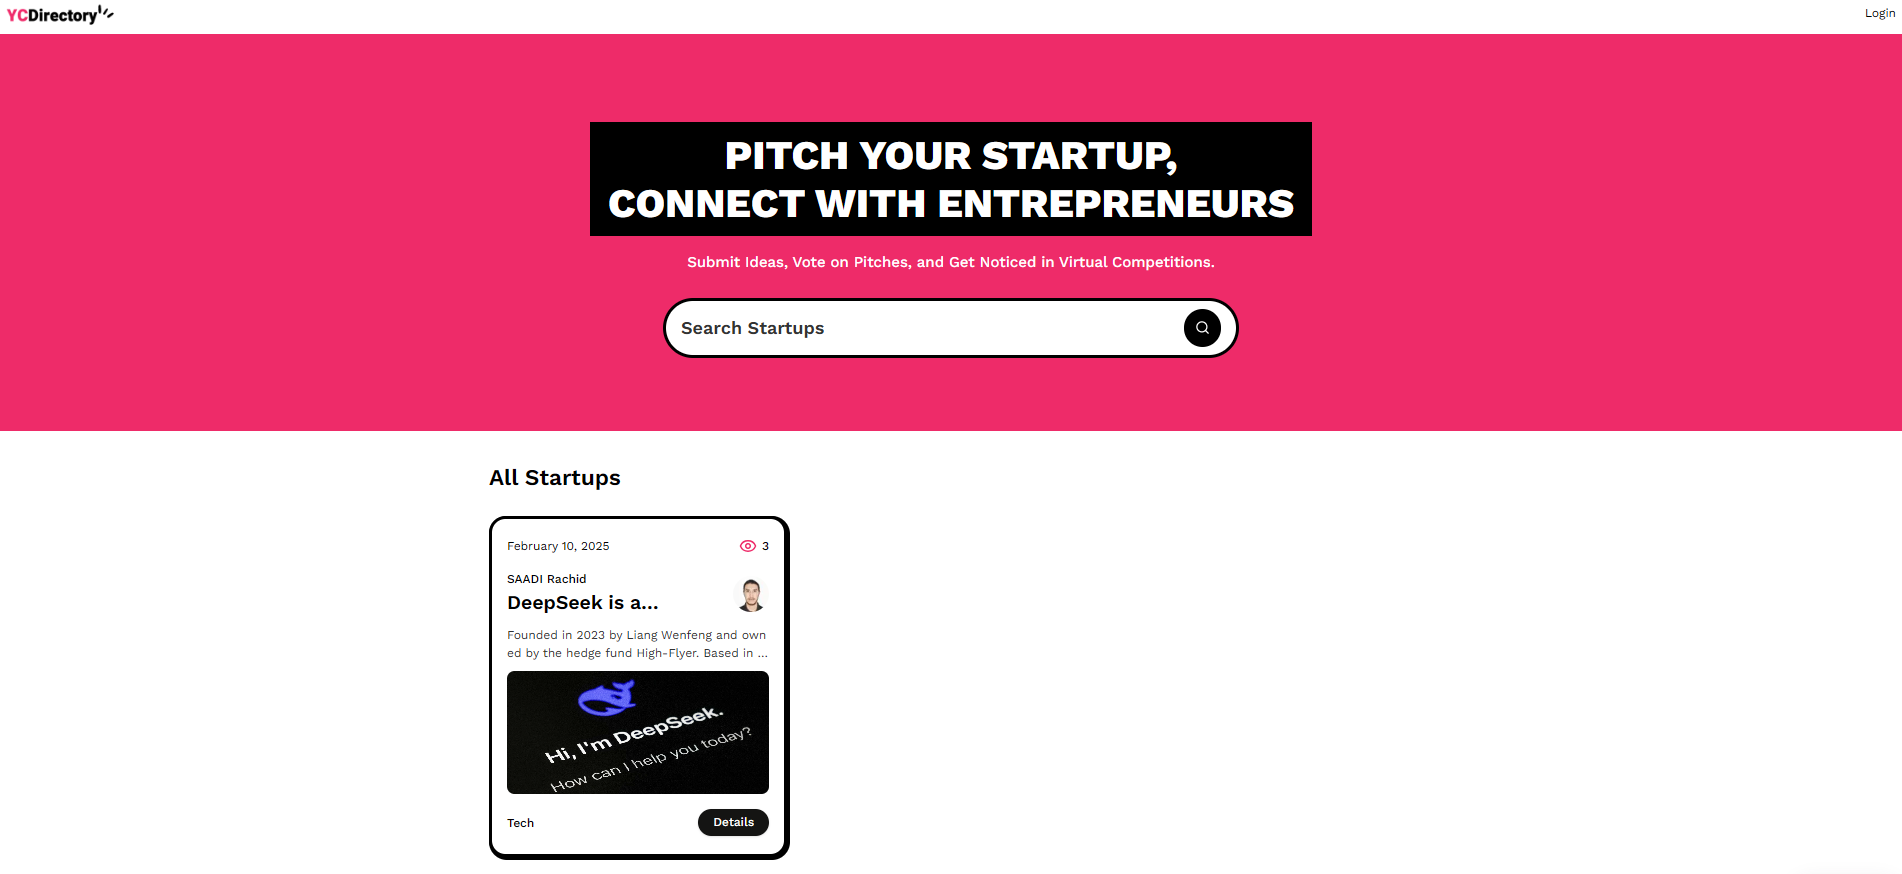 YCDirectory
Login
PITCH YOUR STARTUP,
CONNECT WITH ENTREPRENEURS
Submit Ideas, Vote on Pitches, and Get Noticed in Virtual Competitions.
Search Startups
All Startups
February 10, 2025
3
SAADI Rachid
DeepSeek is a...
Founded in 2023 by Liang Wenfeng and own
ed by the hedge fund High-Flyer. Based in ...
Hi, I'm DeepSeek.
How can I help you today?
Tech
Details